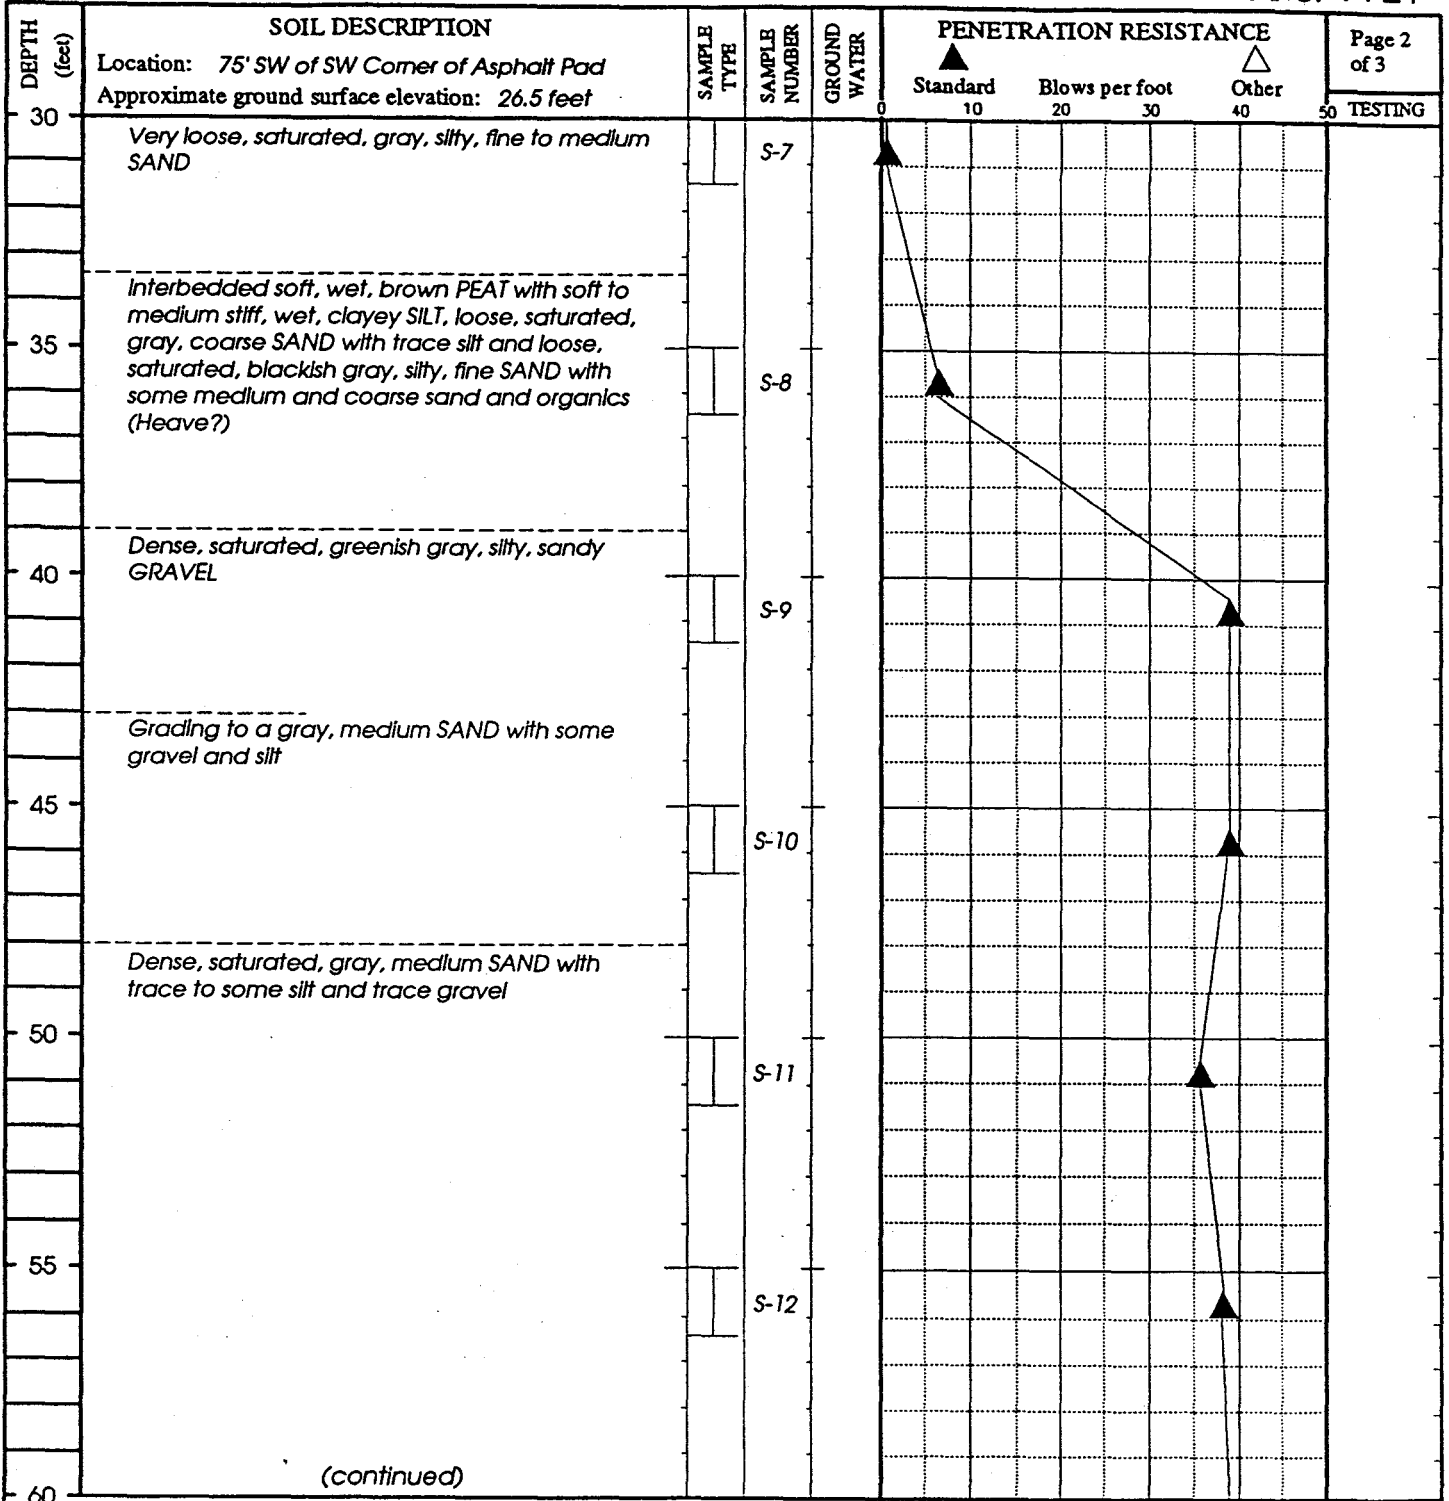 DEPTH
(feet)
SOIL DESCRIPTION
Location: 75' SW of SW Corner of Asphalt Pad
Approximate ground surface elevation: 26.5 feet
SAMPLE
TYPE
SAMPLE
NUMBER
GROUND
WATER
PENETRATION RESISTANCE
Standard Blows per foot Other
0 10 20 30 40 50
Page 2
of 3
TESTING
30
Very loose, saturated, gray, silty, fine to medium
SAND
S-7
Interbedded soft, wet, brown PEAT with soft to
medium stiff, wet, clayey SILT, loose, saturated,
gray, coarse SAND with trace silt and loose,
saturated, blackish gray, silty, fine SAND with
some medium and coarse sand and organics
(Heave?)
35
S-8
Dense, saturated, greenish gray, silty, sandy
GRAVEL
40
S-9
Grading to a gray, medium SAND with some
gravel and silt
45
S-10
Dense, saturated, gray, medium SAND with
trace to some silt and trace gravel
50
S-11
55
S-12
(continued)
60